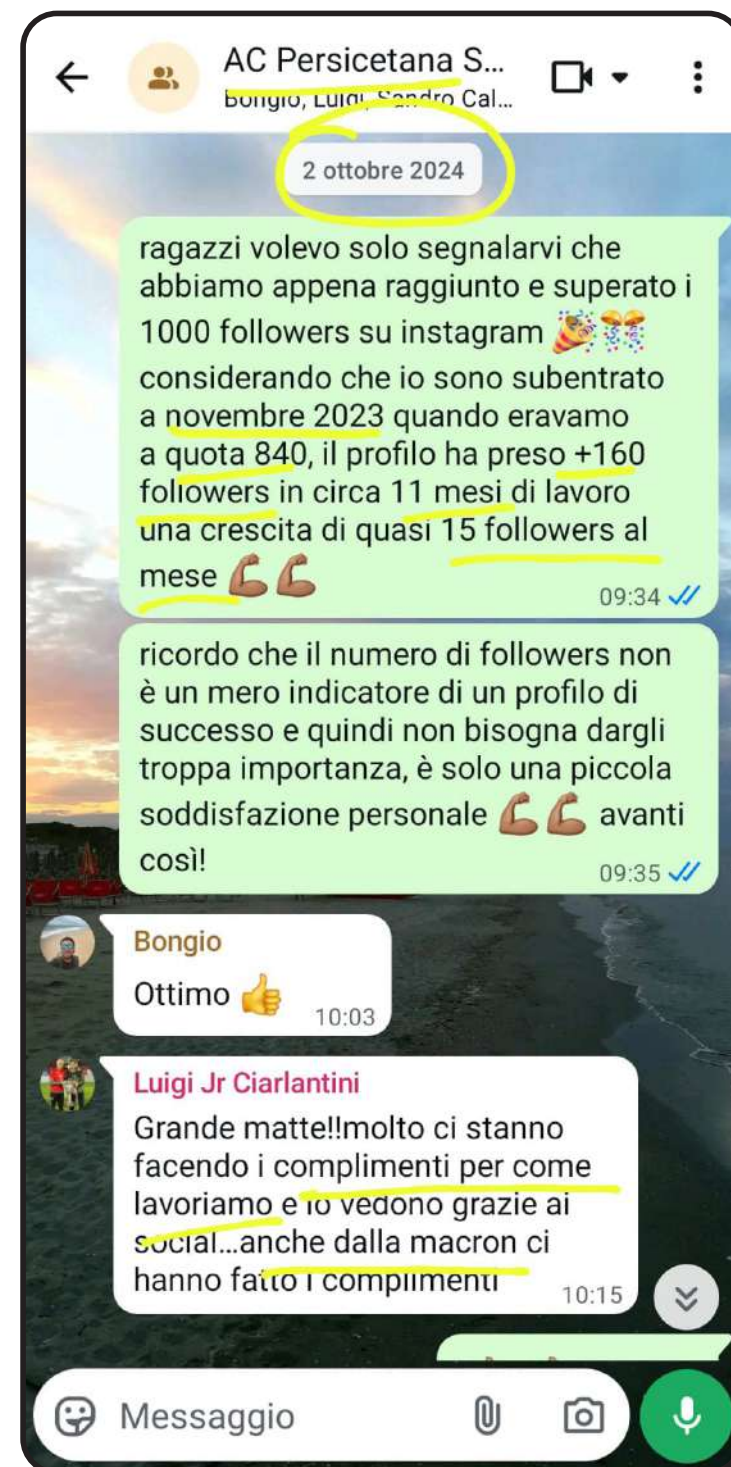 AC Persicetana S...
Bongio, Luigi, Sandro Cal...
2 ottobre 2024
ragazzi volevo solo segnalarvi che
abbiamo appena raggiunto e superato i
1000 followers su instagram 🎉🎊
considerando che io sono subentrato
a novembre 2023 quando eravamo
a quota 840, il profilo ha preso +160
followers in circa 11 mesi di lavoro
una crescita di quasi 15 followers al
mese 💪🏽💪🏽
09:34
ricordo che il numero di followers non
è un mero indicatore di un profilo di
successo e quindi non bisogna dargli
troppa importanza, è solo una piccola
soddisfazione personale 💪🏽💪🏽 avanti
così!
09:35
Bongio
Ottimo 👍
10:03
Luigi Jr Ciarlantini
Grande matte!!molto ci stanno
facendo i complimenti per come
lavoriamo e lo vedono grazie ai
social...anche dalla macron ci
hanno fatto i complimenti
10:15
Messaggio